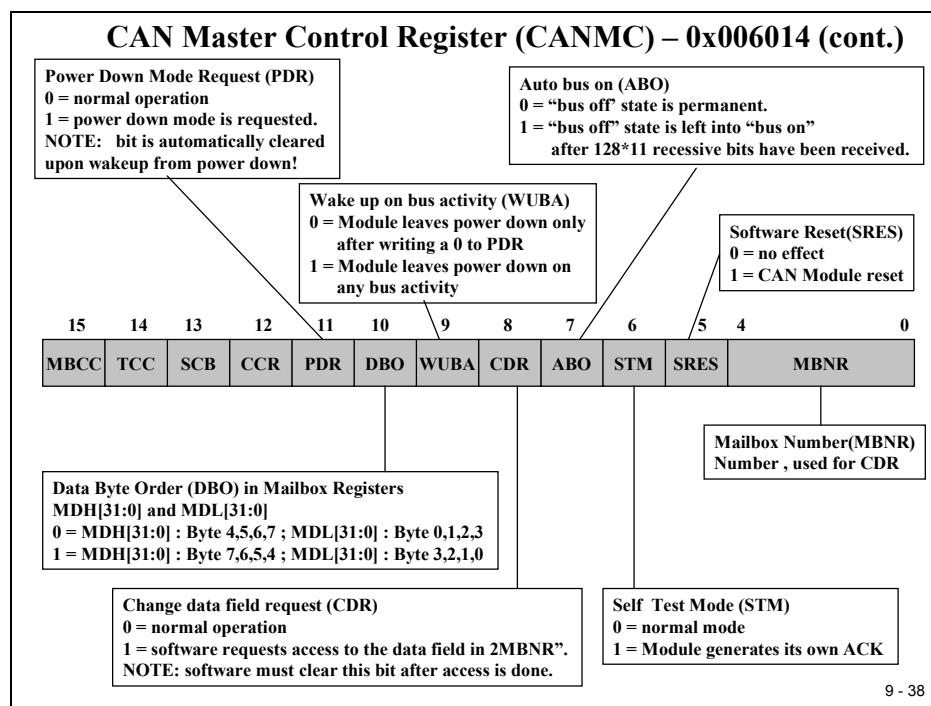 CAN Master Control Register (CANMC) – 0x006014 (cont.)
Power Down Mode Request (PDR)
0 = normal operation
1 = power down mode is requested.
NOTE: bit is automatically cleared
upon wakeup from power down!
Auto bus on (ABO)
0 = “bus off’ state is permanent.
1 = “bus off” state is left into “bus on”
after 128*11 recessive bits have been received.
Wake up on bus activity (WUBA)
0 = Module leaves power down only
after writing a 0 to PDR
1 = Module leaves power down on
any bus activity
Software Reset(SRES)
0 = no effect
1 = CAN Module reset
15 14 13 12 11 10 9 8 7 6 5 4 0
MBCC TCC SCB CCR PDR DBO WUBA CDR ABO STM SRES MBNR
Mailbox Number(MBNR)
Number , used for CDR
Data Byte Order (DBO) in Mailbox Registers
MDH[31:0] and MDL[31:0]
0 = MDH[31:0] : Byte 4,5,6,7 ; MDL[31:0] : Byte 0,1,2,3
1 = MDH[31:0] : Byte 7,6,5,4 ; MDL[31:0] : Byte 3,2,1,0
Change data field request (CDR)
0 = normal operation
1 = software requests access to the data field in 2MBNR”.
NOTE: software must clear this bit after access is done.
Self Test Mode (STM)
0 = normal mode
1 = Module generates its own ACK
9 - 38